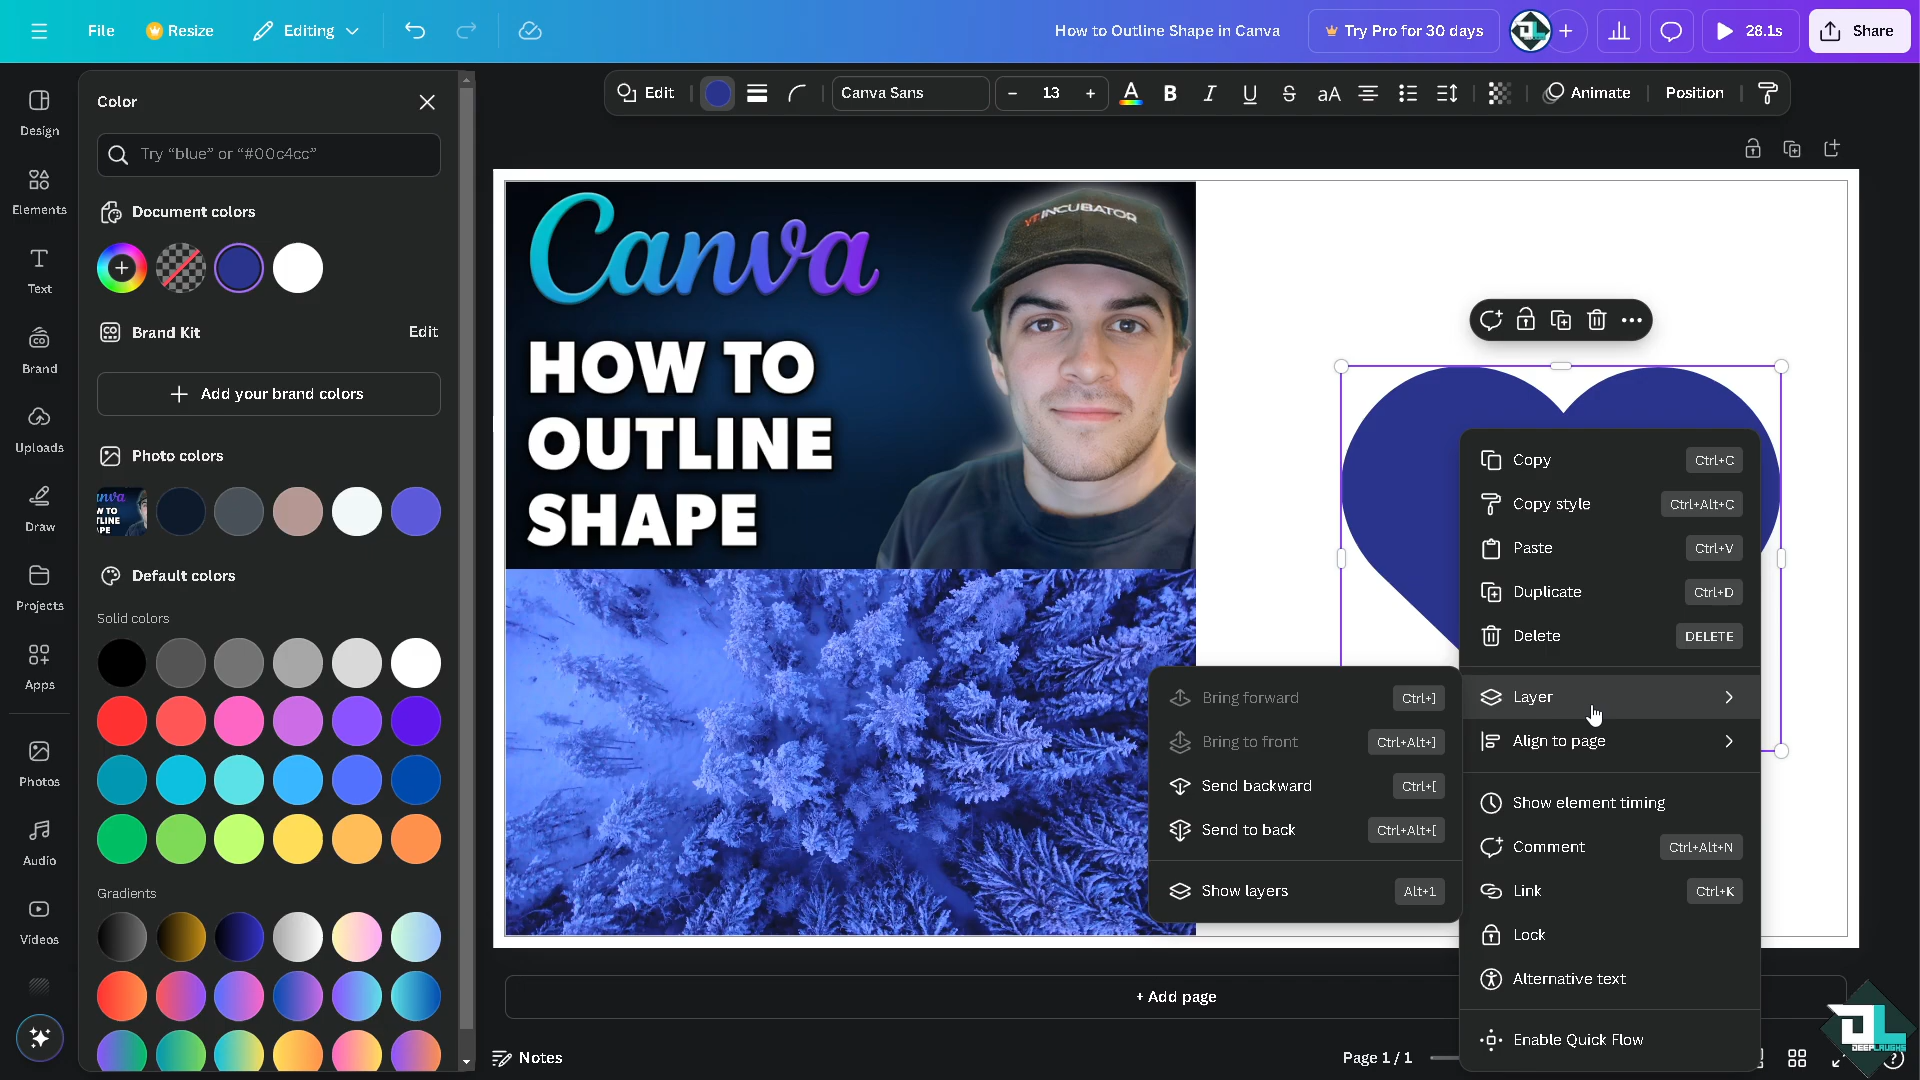 File
Resize
Editing
How to Outline Shape in Canva
Try Pro for 30 days
28.1s
Share
Design
Elements
Text
Brand
Uploads
Draw
Projects
Apps
Photos
Audio
Videos
Color
Try “blue” or “#00c4cc”
Document colors
Brand Kit
Edit
Add your brand colors
Photo colors
Default colors
Solid colors
Gradients
Edit
Canva Sans
13
A
B
I
U
S
aA
Animate
Position
Canva
HOW TO
OUTLINE
SHAPE
YT INCUBATOR
Copy Ctrl+C
Copy style Ctrl+Alt+C
Paste Ctrl+V
Duplicate Ctrl+D
Delete DELETE
Layer
Align to page
Show element timing
Comment Ctrl+Alt+N
Link Ctrl+K
Lock
Alternative text
Enable Quick Flow
Bring forward Ctrl+]
Bring to front Ctrl+Alt+]
Send backward Ctrl+[
Send to back Ctrl+Alt+[
Show layers Alt+1
+ Add page
Notes
Page 1 / 1
DL
DEEPLAUGHS